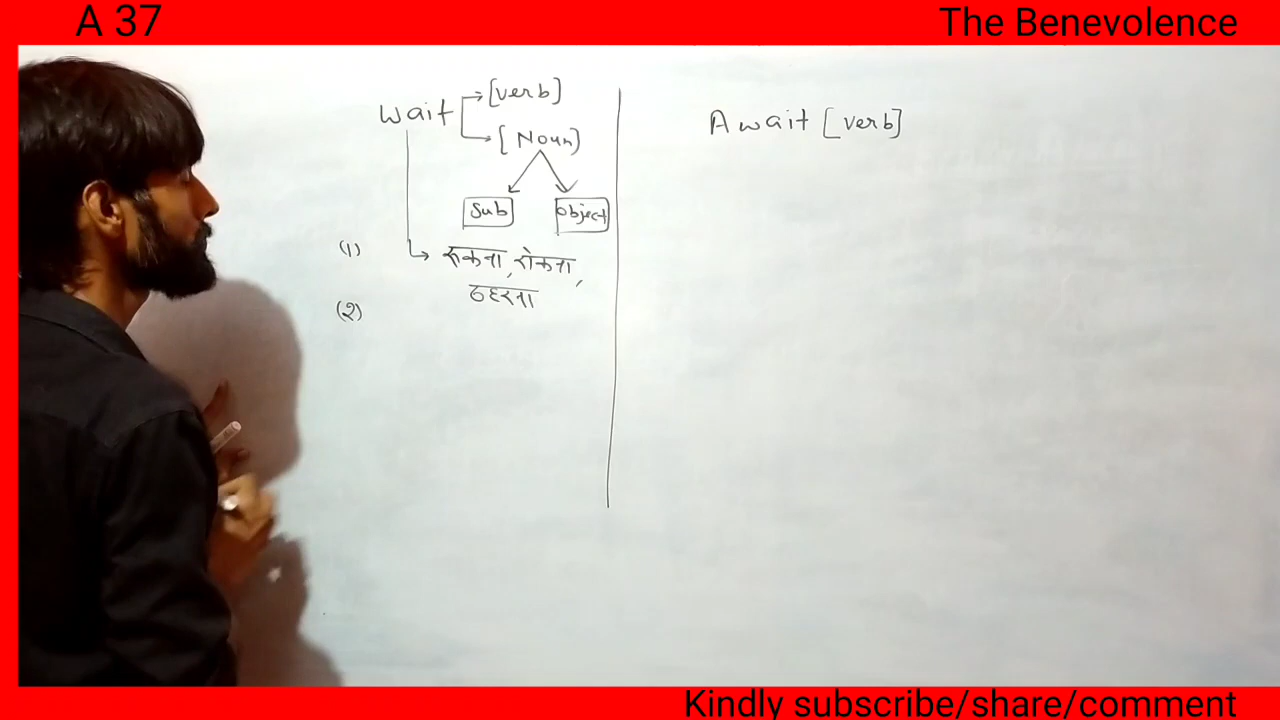 A 37
The Benevolence
wait
[verb]
[Noun]
Sub
object
(1)
रुकना, रोकना,
ठहरना
(2)
Await [verb]
Kindly subscribe/share/comment